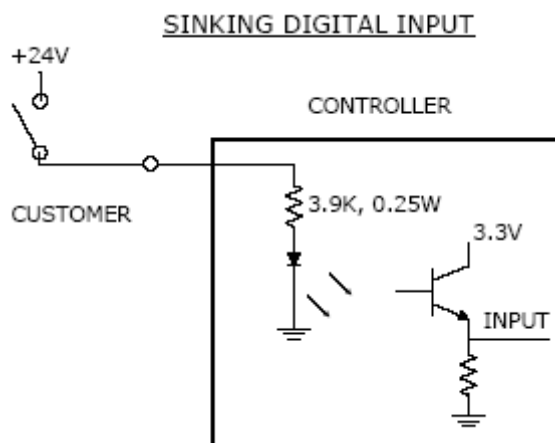 SINKING DIGITAL INPUT
+24V
CONTROLLER
CUSTOMER
3.9K, 0.25W
3.3V
INPUT